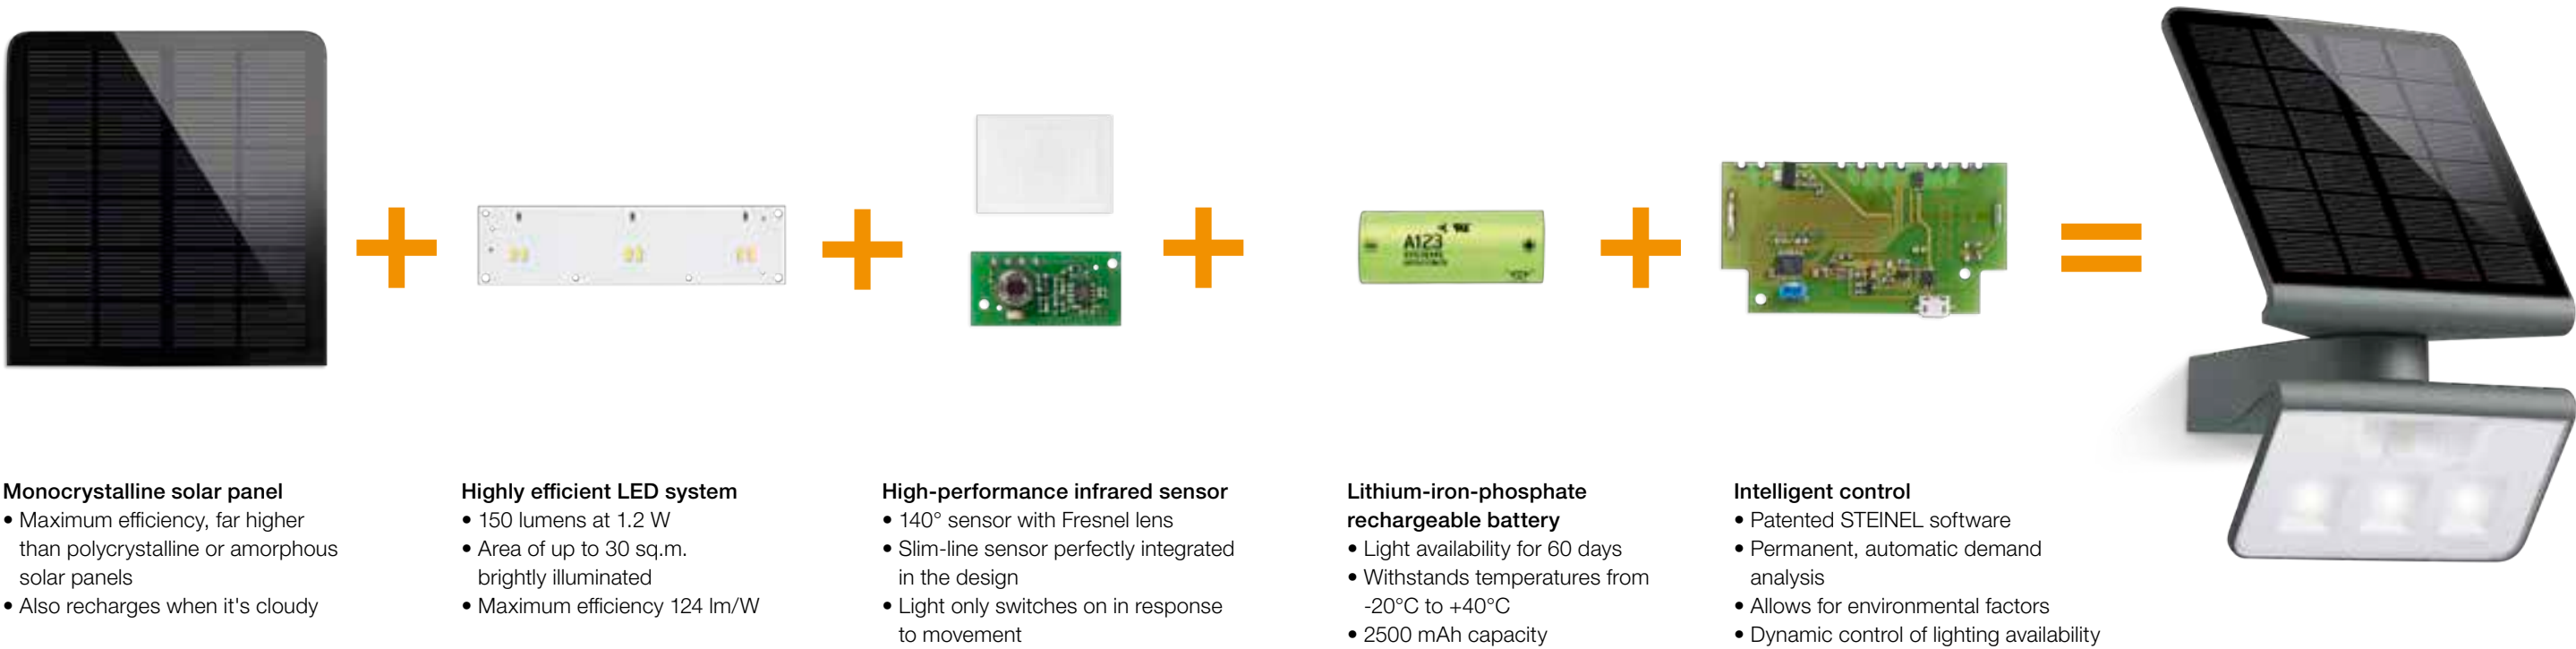 A123
Monocrystalline solar panel
• Maximum efficiency, far higher
than polycrystalline or amorphous
solar panels
• Also recharges when it's cloudy
Highly efficient LED system
• 150 lumens at 1.2 W
• Area of up to 30 sq.m.
brightly illuminated
• Maximum efficiency 124 lm/W
High-performance infrared sensor
• 140° sensor with Fresnel lens
• Slim-line sensor perfectly integrated
in the design
• Light only switches on in response
to movement
Lithium-iron-phosphate
rechargeable battery
• Light availability for 60 days
• Withstands temperatures from
-20°C to +40°C
• 2500 mAh capacity
Intelligent control
• Patented STEINEL software
• Permanent, automatic demand
analysis
• Allows for environmental factors
• Dynamic control of lighting availability